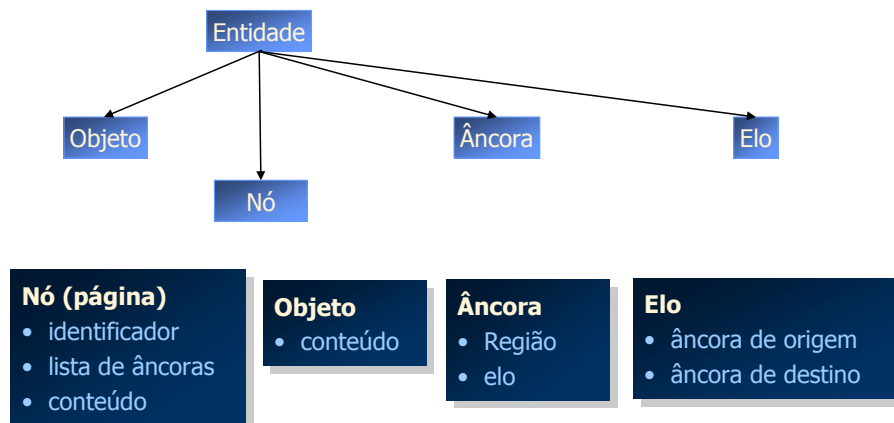 Entidade
Objeto
Âncora
Elo
Nó
Nó (página)
• identificador
• lista de âncoras
• conteúdo
Objeto
• conteúdo
Âncora
• Região
• elo
Elo
• âncora de origem
• âncora de destino